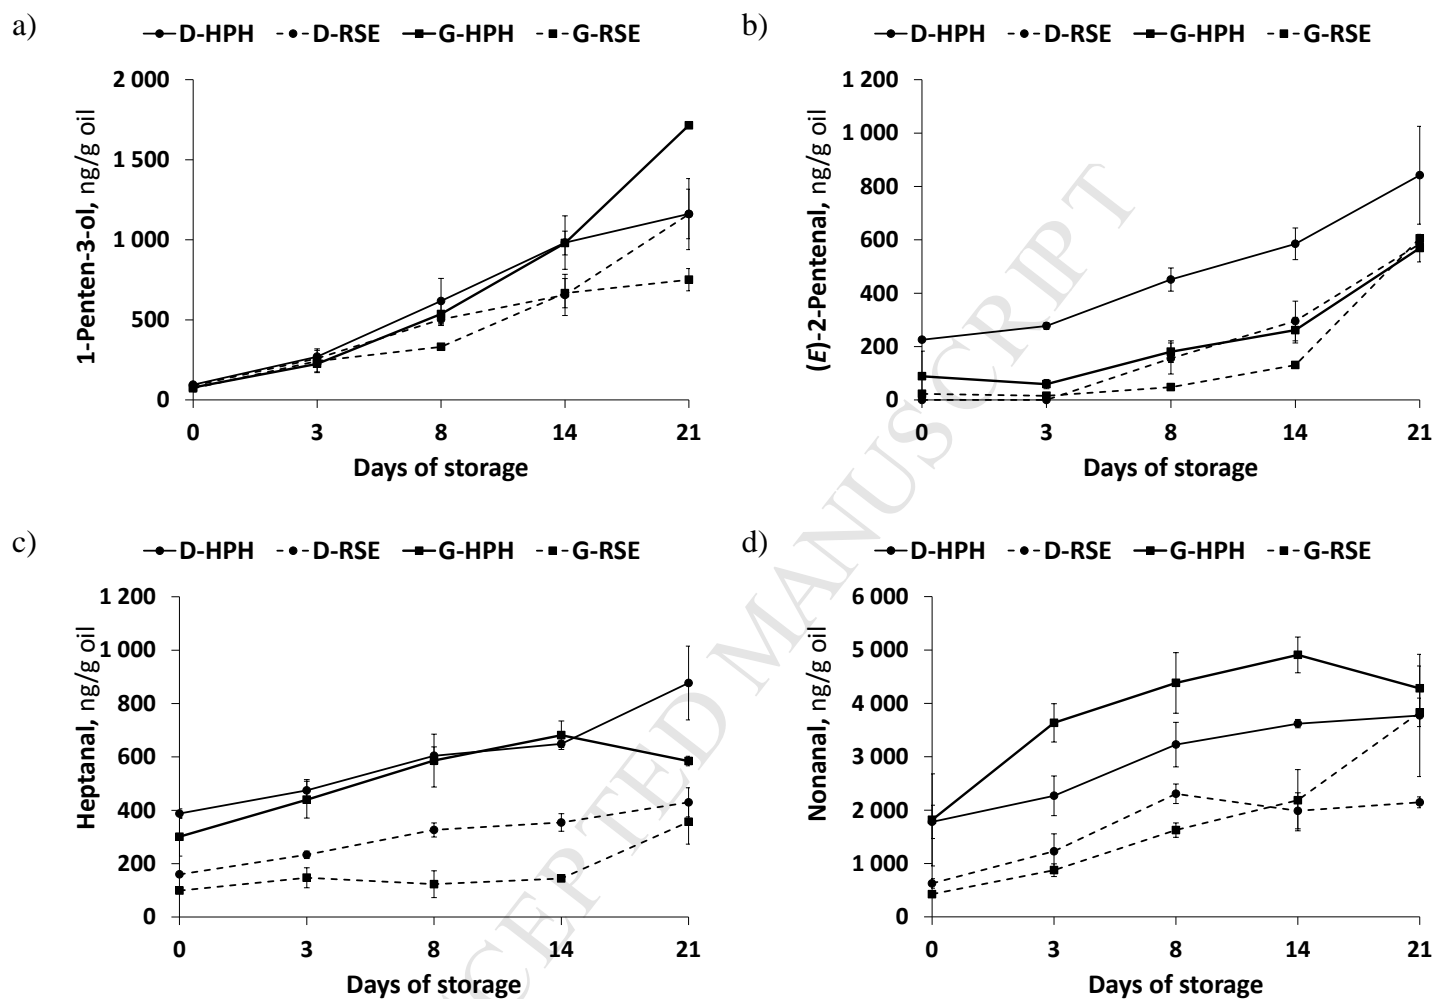 a)
D-HPH D-RSE G-HPH G-RSE
1-Penten-3-ol, ng/g oil
2 000
1 500
1 000
500
0
0 3 8 14 21
Days of storage
b)
D-HPH D-RSE G-HPH G-RSE
(E)-2-Pentenal, ng/g oil
1 200
1 000
800
600
400
200
0
0 3 8 14 21
Days of storage
c)
D-HPH D-RSE G-HPH G-RSE
Heptanal, ng/g oil
1 200
1 000
800
600
400
200
0
0 3 8 14 21
Days of storage
d)
D-HPH D-RSE G-HPH G-RSE
Nonanal, ng/g oil
6 000
5 000
4 000
3 000
2 000
1 000
0
0 3 8 14 21
Days of storage
CEPTED MANUSCRIPT